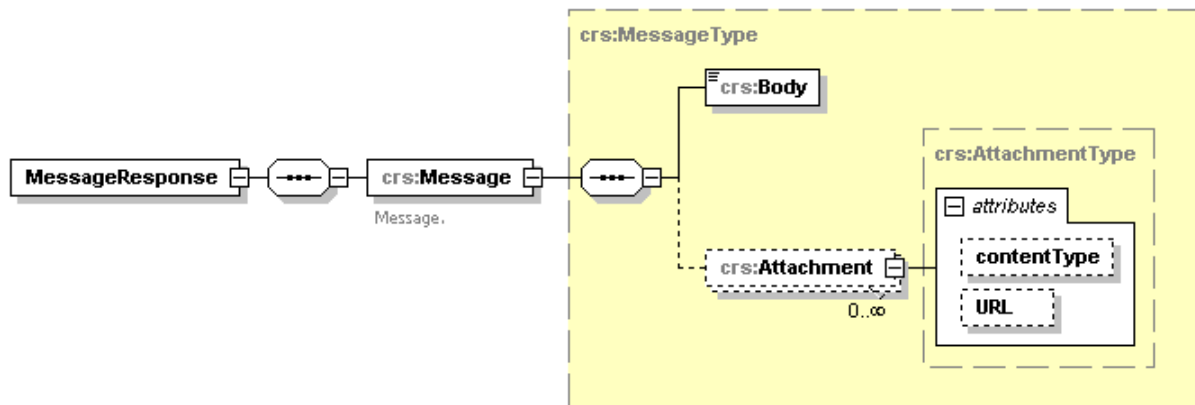 crs:MessageType
crs:Body
crs:AttachmentType
MessageResponse
crs:Message
Message.
attributes
contentType
crs:Attachment
0..∞
URL